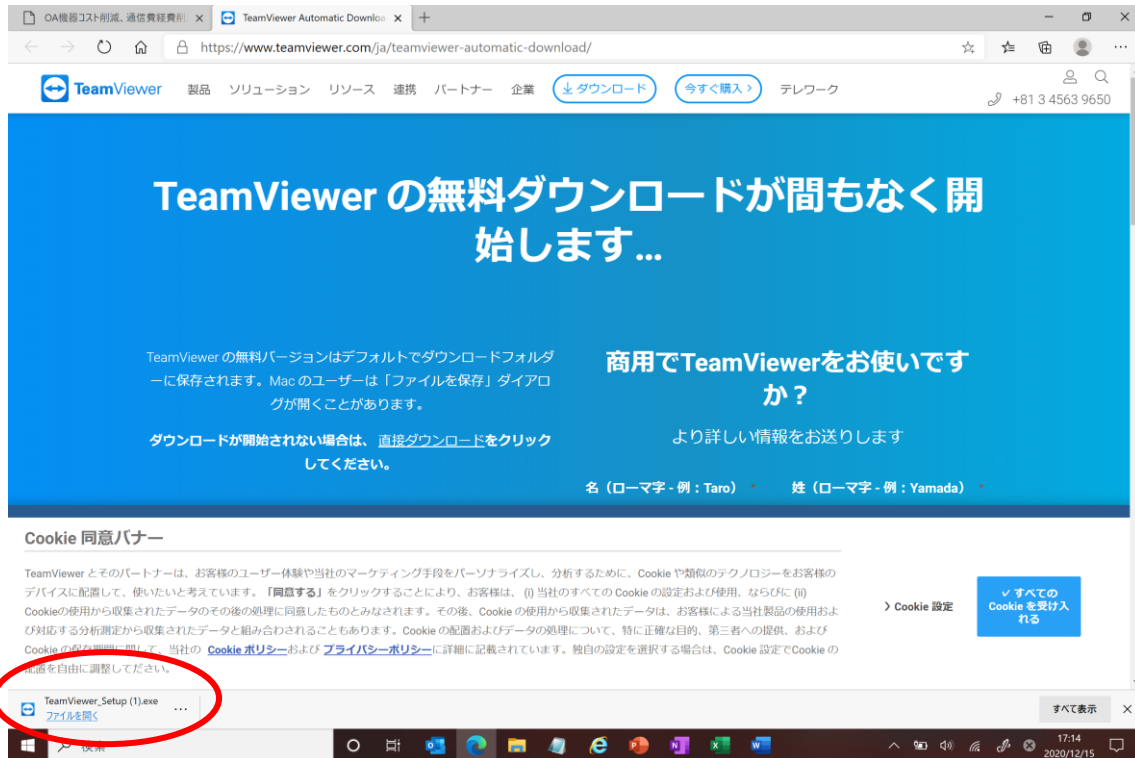 OA機器コスト削減、通信費経費削
TeamViewer Automatic Downloa
https://www.teamviewer.com/ja/teamviewer-automatic-download/
TeamViewer 製品 ソリューション リソース 連携 パートナー 企業 ダウンロード 今すぐ購入 テレワーク
+81 3 4563 9650
TeamViewer の無料ダウンロードが間もなく開
始します...
TeamViewer の無料バージョンはデフォルトでダウンロードフォルダ
ーに保存されます。Mac のユーザーは「ファイルを保存」ダイアロ
グが開くことがあります。
ダウンロードが開始されない場合は、 直接ダウンロードをクリック
してください。
商用でTeamViewerをお使いです
か？
より詳しい情報をお送りします
名（ローマ字 - 例：Taro） * 姓（ローマ字 - 例：Yamada） *
Cookie 同意バナー
TeamViewer とそのパートナーは、お客様のユーザー体験や当社のマーケティング手段をパーソナライズし、分析するために、Cookie や類似のテクノロジーをお客様の
デバイスに配置して、使いたいと考えています。「同意する」をクリックすることにより、お客様は、(i) 当社のすべての Cookie の設定および使用、ならびに (ii)
Cookieの使用から収集されたデータのその後の処理に同意したものとみなされます。その後、Cookie の使用から収集されたデータは、お客様による当社製品の使用およ
び対応する分析測定から収集されたデータと組み合わされることもあります。Cookie の配置およびデータの処理について、特に正確な目的、第三者への提供、および
Cookie の保存期間に関して、当社の Cookie ポリシーおよび プライバシーポリシーに詳細に記載されています。独自の設定を選択する場合は、Cookie 設定でCookie の
配置を自由に調整してださい。
Cookie 設定
すべての
Cookie を受け入
れる
TeamViewer_Setup (1).exe
ファイルを開く
すべて表示
検索
17:14
2020/12/15